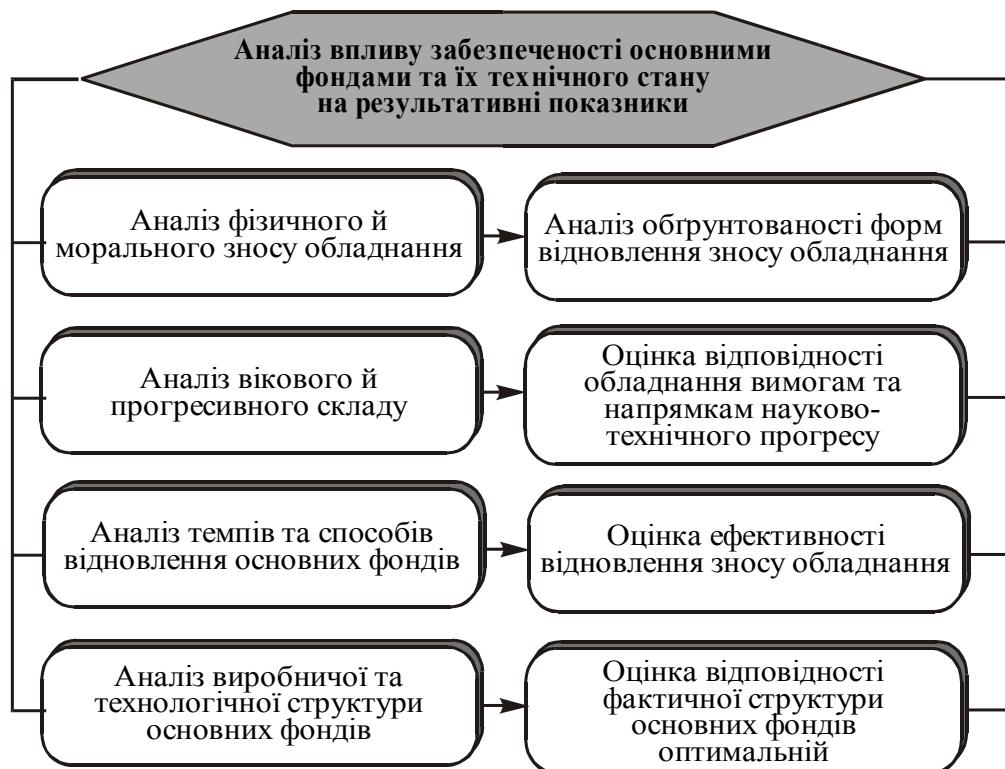 Аналіз впливу забезпеченості основними
фондами та їх технічного стану
на результативні показники
Аналіз фізичного й
морального зносу обладнання
Аналіз обґрунтованості форм
відновлення зносу обладнання
Аналіз вікового й
прогресивного складу
Оцінка відповідності
обладнання вимогам та
напрямкам науково-
технічного прогресу
Аналіз темпів та способів
відновлення основних фондів
Оцінка ефективності
відновлення зносу обладнання
Аналіз виробничої та
технологічної структури
основних фондів
Оцінка відповідності
фактичної структури
основних фондів
оптимальній